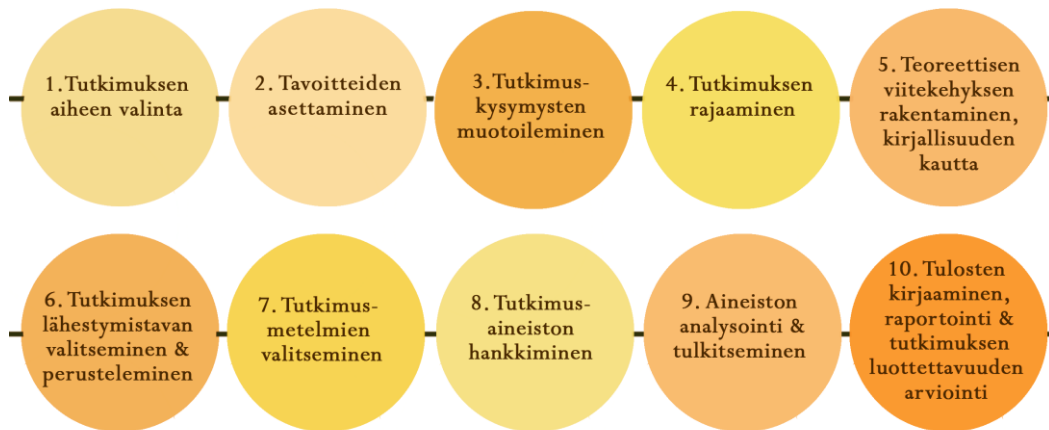 1. Tutkimuksen
aiheen valinta
2. Tavoitteiden
asettaminen
3. Tutkimus-
kysymysten
muotoileminen
4. Tutkimuksen
rajaaminen
5. Teoreettisen
viitekehyksen
rakentaminen,
kirjallisuuden
kautta
6. Tutkimuksen
lähestymistavan
valitseminen &
perusteleminen
7. Tutkimus-
metelmien
valitseminen
8. Tutkimus-
aineiston
hankkiminen
9. Aineiston
analysointi &
tulkitseminen
10. Tulosten
kirjaaminen,
raportointi &
tutkimuksen
luottettavuuden
arviointi